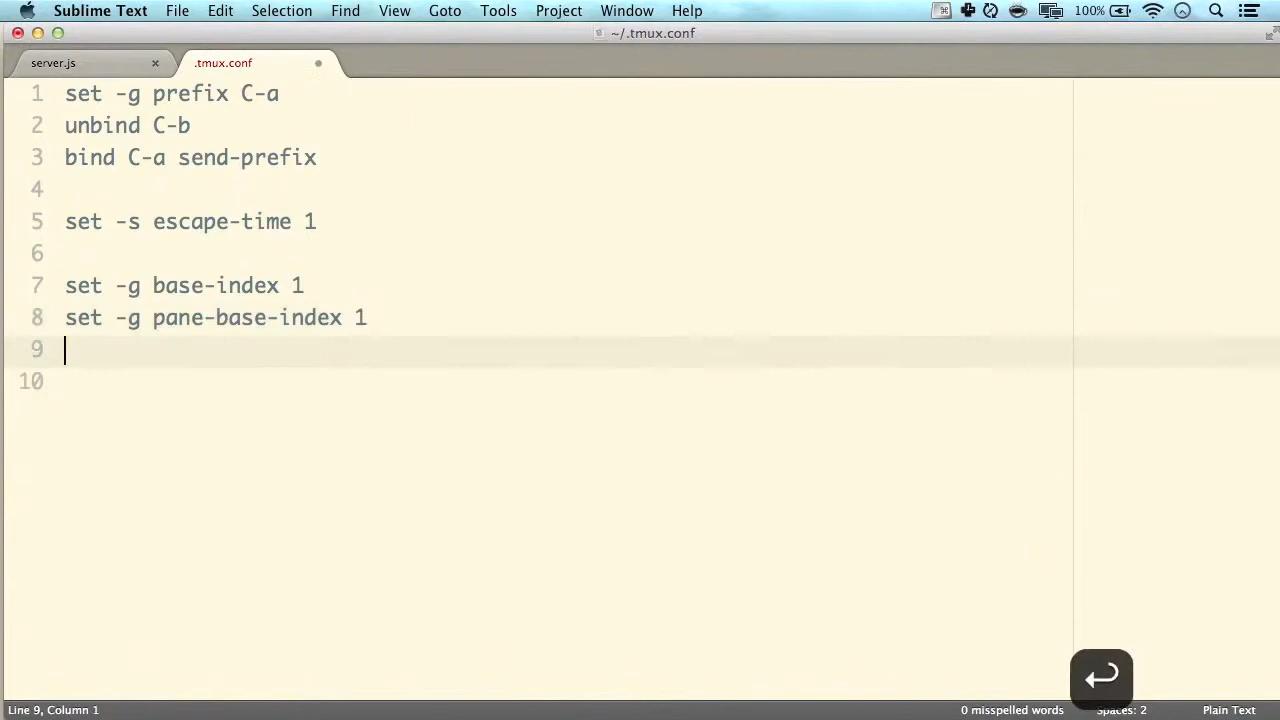 Sublime Text File Edit Selection Find View Goto Tools Project Window Help 100%
~/.tmux.conf
server.js × .tmux.conf
1 set -g prefix C-a
2 unbind C-b
3 bind C-a send-prefix
4
5 set -s escape-time 1
6
7 set -g base-index 1
8 set -g pane-base-index 1
9
10
Line 9, Column 1 0 misspelled words Spaces: 2 Plain Text